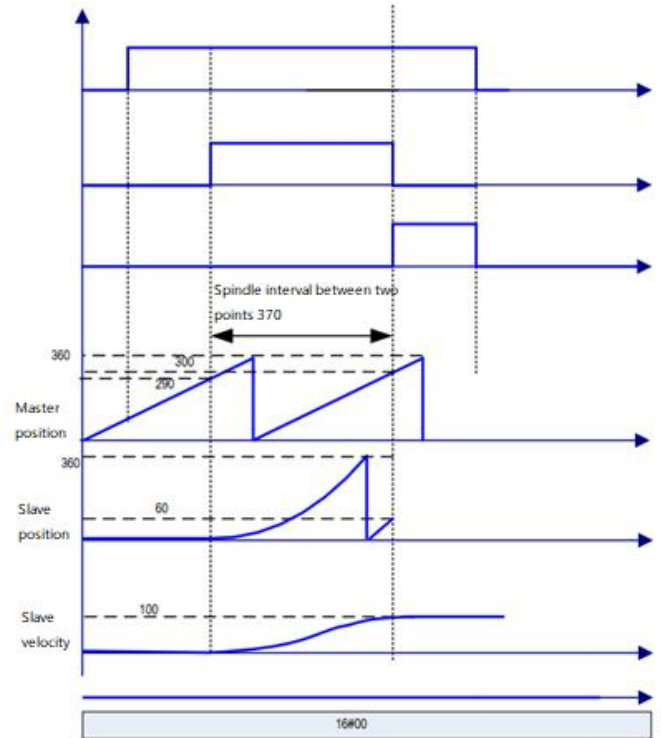 Spindle interval between two
points 370
360
300
290
Master
position
360
Slave
position
60
Slave
velocity
100
16#00